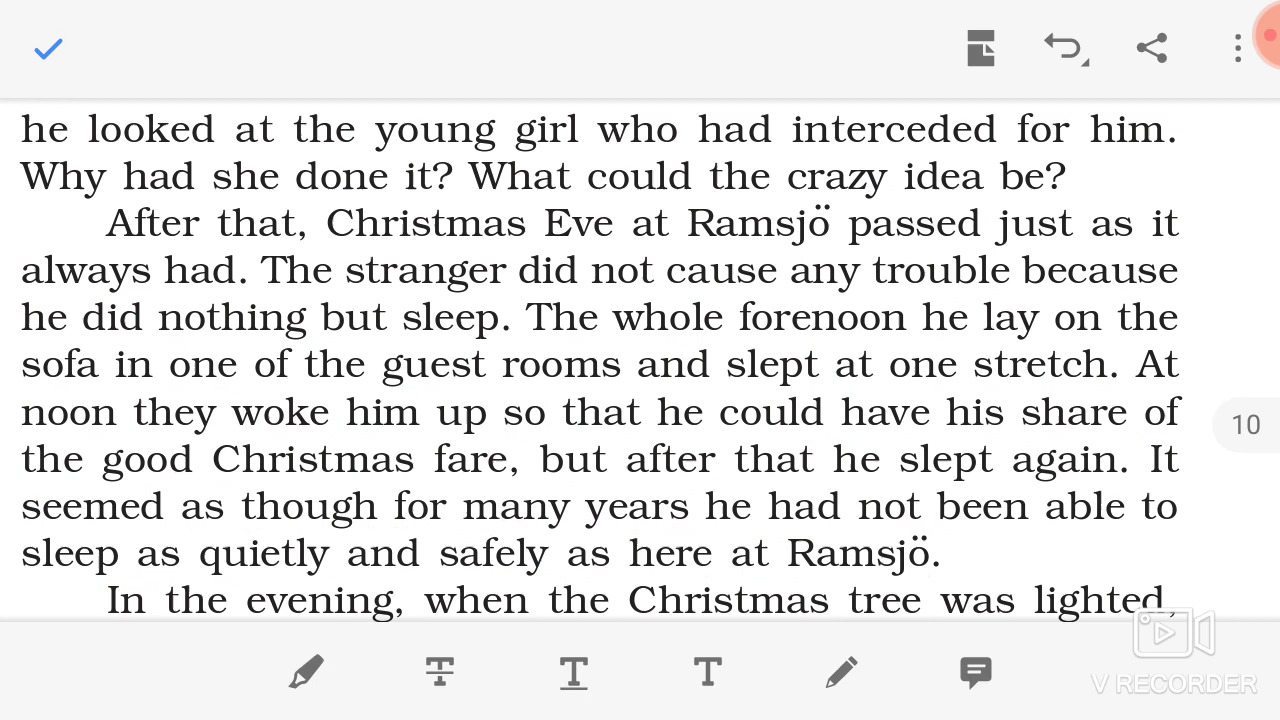 he looked at the young girl who had interceded for him.
Why had she done it? What could the crazy idea be?
After that, Christmas Eve at Ramsjö passed just as it
always had. The stranger did not cause any trouble because
he did nothing but sleep. The whole forenoon he lay on the
sofa in one of the guest rooms and slept at one stretch. At
noon they woke him up so that he could have his share of
the good Christmas fare, but after that he slept again. It
seemed as though for many years he had not been able to
sleep as quietly and safely as here at Ramsjö.
In the evening, when the Christmas tree was lighted,
10
T
T
T
V RECORDER